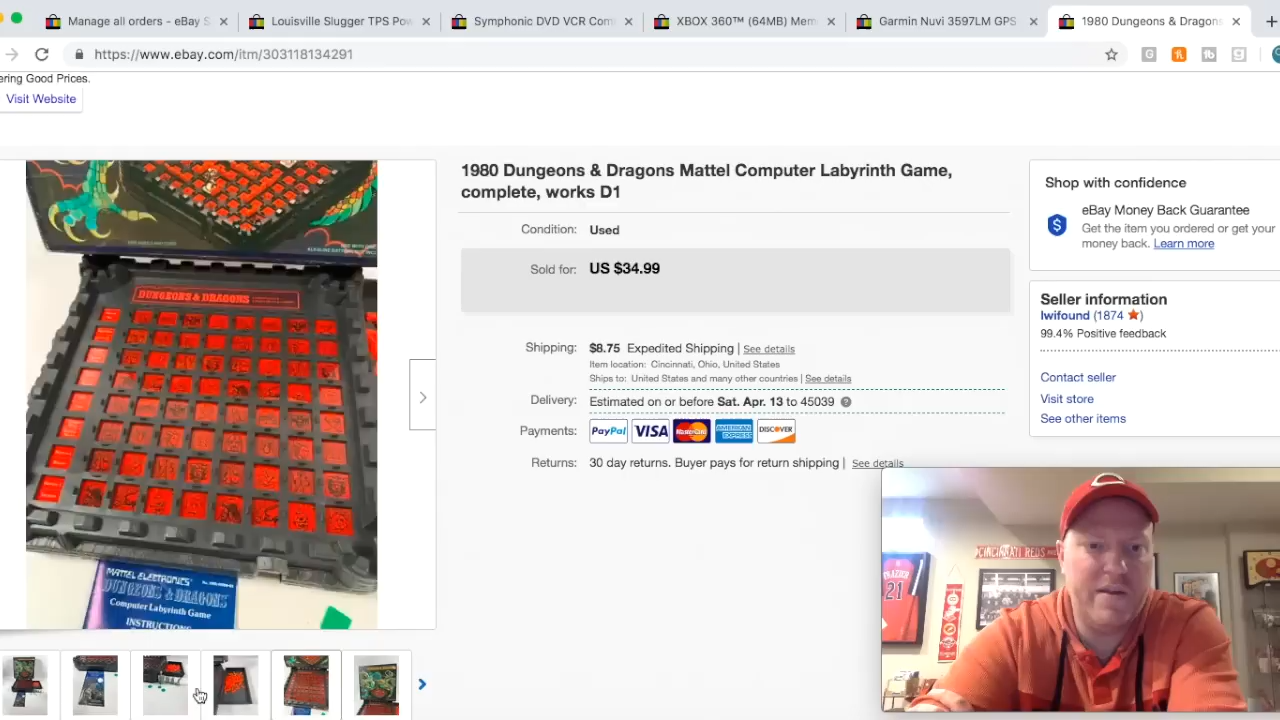 Manage all orders - eBay S
Louisville Slugger TPS Pow
Symphonic DVD VCR Com
XBOX 360™ (64MB) Mem
Garmin Nuvi 3597LM GPS
1980 Dungeons & Dragons
https://www.ebay.com/itm/303118134291
ering Good Prices.
Visit Website
1980 Dungeons & Dragons Mattel Computer Labyrinth Game,
complete, works D1
Condition: Used
Sold for: US $34.99
Shipping: $8.75 Expedited Shipping | See details
Item location: Cincinnati, Ohio, United States
Ships to: United States and many other countries | See details
Delivery: Estimated on or before Sat. Apr. 13 to 45039
Payments: PayPal VISA MasterCard AMERICAN EXPRESS DISCOVER
Returns: 30 day returns. Buyer pays for return shipping | See details
Shop with confidence
eBay Money Back Guarantee
Get the item you ordered or get your
money back. Learn more
Seller information
lwifound (1874)
99.4% Positive feedback
Contact seller
Visit store
See other items
DUNGEONS & DRAGONS
MATTEL ELECTRONICS
DUNGEONS & DRAGONS
Computer Labyrinth Game
INSTRUCTIONS
CINCINNATI REDS
21